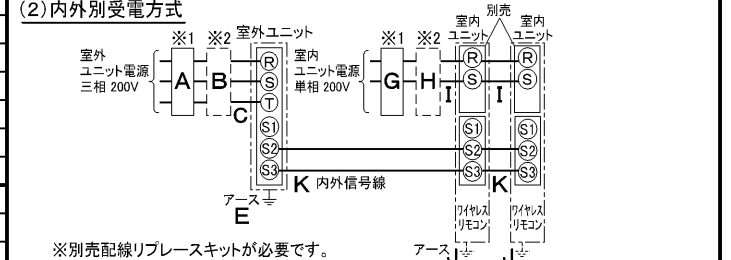 (2)内外別受電方式
※1 ※2 室外ユニット
室外
ユニット電源
三相 200V
A B C
R
S
T
S1
S2
S3
アース
E
※1 ※2
室内
ユニット電源
単相 200V
G H I I
別売
室内
ユニット
室内
ユニット
R R
S S
S1 S1
S2 S2
S3 S3
K 内外信号線 K
ワイヤレス
リモコン
ワイヤレス
リモコン
アース
※別売配線リプレースキットが必要です。